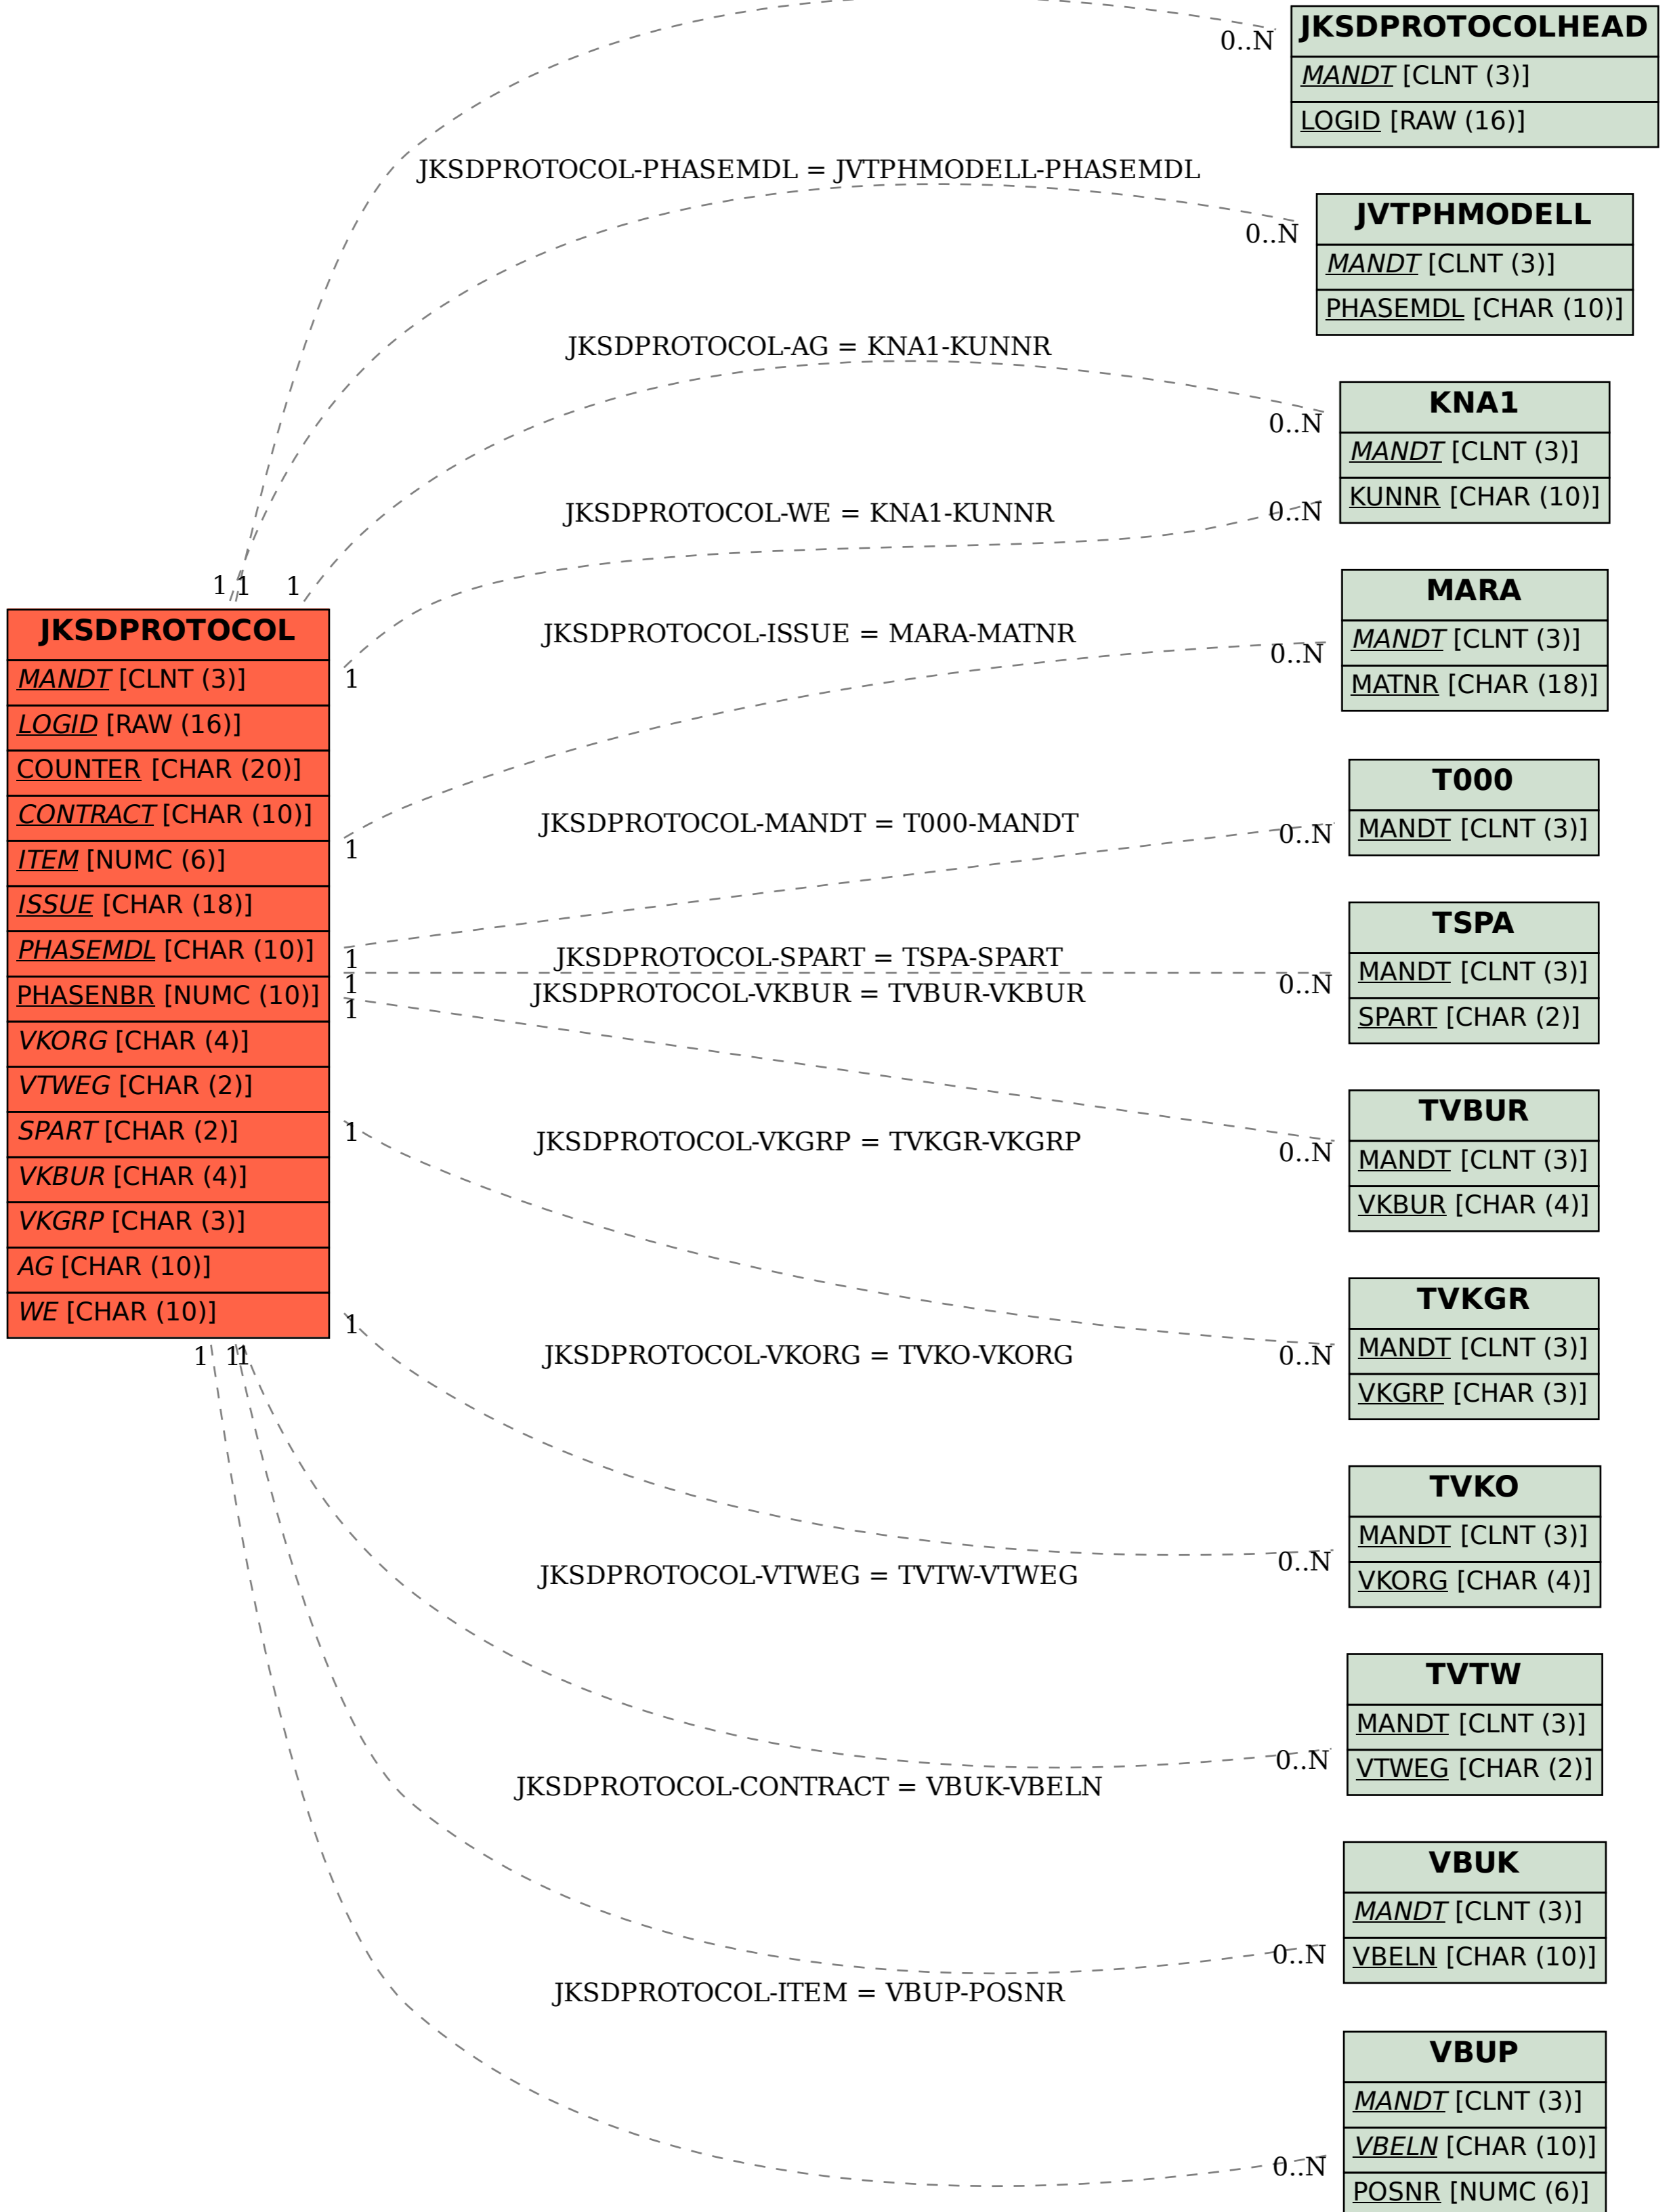 JKSDPROTOCOLHEAD
MANDT [CLNT (3)]
LOGID [RAW (16)]
0..N
JKSDPROTOCOL-PHASEMDL = JVTPHMODELL-PHASEMDL
JVTPHMODELL
MANDT [CLNT (3)]
PHASEMDL [CHAR (10)]
0..N
JKSDPROTOCOL-AG = KNA1-KUNNR
KNA1
MANDT [CLNT (3)]
KUNNR [CHAR (10)]
0..N
JKSDPROTOCOL-WE = KNA1-KUNNR
0..N
1
1
1
JKSDPROTOCOL
MANDT [CLNT (3)]
LOGID [RAW (16)]
COUNTER [CHAR (20)]
CONTRACT [CHAR (10)]
ITEM [NUMC (6)]
ISSUE [CHAR (18)]
PHASEMDL [CHAR (10)]
PHASENBR [NUMC (10)]
VKORG [CHAR (4)]
VTWEG [CHAR (2)]
SPART [CHAR (2)]
VKBUR [CHAR (4)]
VKGRP [CHAR (3)]
AG [CHAR (10)]
WE [CHAR (10)]
1
1
1
1
1
1
1
1
1
1
JKSDPROTOCOL-ISSUE = MARA-MATNR
0..N
MARA
MANDT [CLNT (3)]
MATNR [CHAR (18)]
JKSDPROTOCOL-MANDT = T000-MANDT
0..N
T000
MANDT [CLNT (3)]
JKSDPROTOCOL-SPART = TSPA-SPART
0..N
TSPA
MANDT [CLNT (3)]
SPART [CHAR (2)]
JKSDPROTOCOL-VKBUR = TVBUR-VKBUR
0..N
TVBUR
MANDT [CLNT (3)]
VKBUR [CHAR (4)]
JKSDPROTOCOL-VKGRP = TVKGR-VKGRP
0..N
TVKGR
MANDT [CLNT (3)]
VKGRP [CHAR (3)]
JKSDPROTOCOL-VKORG = TVKO-VKORG
0..N
TVKO
MANDT [CLNT (3)]
VKORG [CHAR (4)]
JKSDPROTOCOL-VTWEG = TVTW-VTWEG
0..N
TVTW
MANDT [CLNT (3)]
VTWEG [CHAR (2)]
JKSDPROTOCOL-CONTRACT = VBUK-VBELN
0..N
VBUK
MANDT [CLNT (3)]
VBELN [CHAR (10)]
JKSDPROTOCOL-ITEM = VBUP-POSNR
0..N
VBUP
MANDT [CLNT (3)]
VBELN [CHAR (10)]
POSNR [NUMC (6)]